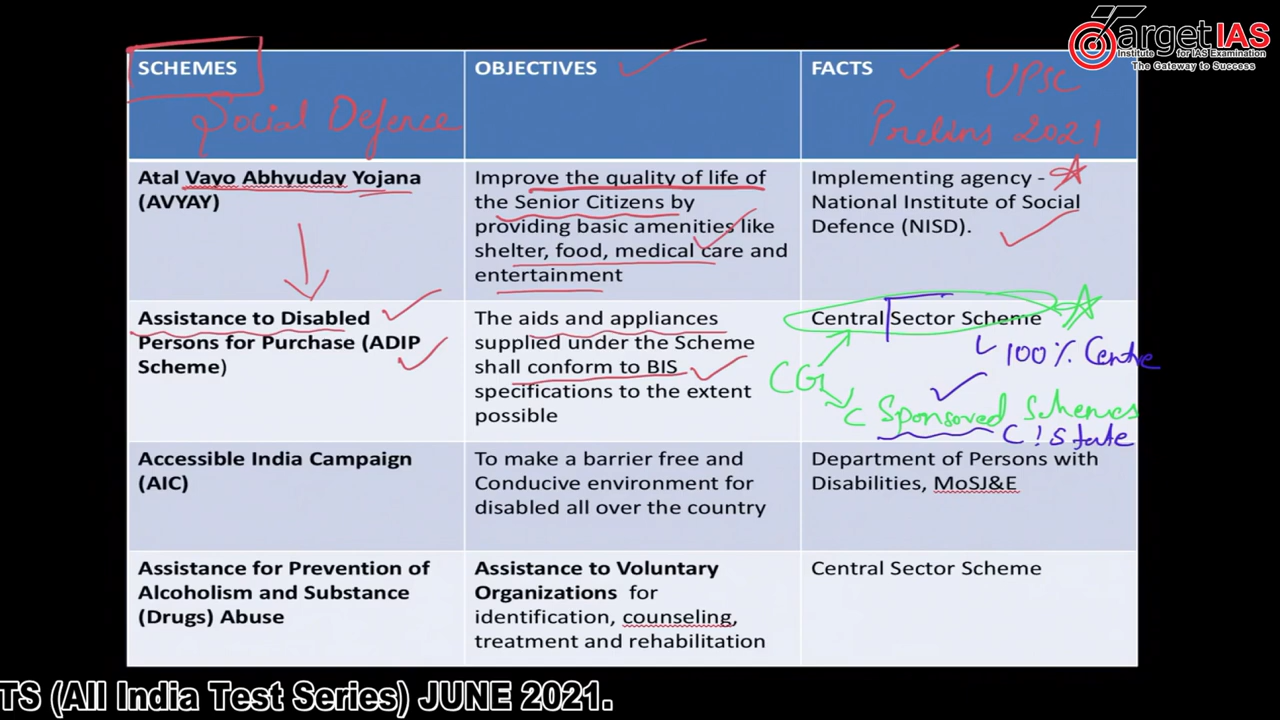 Target IAS
Institute for IAS Examination
The Gateway to Success
SCHEMES
Social Defence
OBJECTIVES
FACTS
UPSC
Prelims 2021
Atal Vayo Abhyuday Yojana
(AVYAY)
Improve the quality of life of
the Senior Citizens by
providing basic amenities like
shelter, food, medical care and
entertainment
Implementing agency -
National Institute of Social
Defence (NISD).
Assistance to Disabled
Persons for Purchase (ADIP
Scheme)
The aids and appliances
supplied under the Scheme
shall conform to BIS
specifications to the extent
possible
Central Sector Scheme
100% Centre
CG
C Sponsored Schemes
C ! State
Accessible India Campaign
(AIC)
To make a barrier free and
Conducive environment for
disabled all over the country
Department of Persons with
Disabilities, MoSJ&E
Assistance for Prevention of
Alcoholism and Substance
(Drugs) Abuse
Assistance to Voluntary
Organizations for
identification, counseling,
treatment and rehabilitation
Central Sector Scheme
TS (All India Test Series) JUNE 2021.